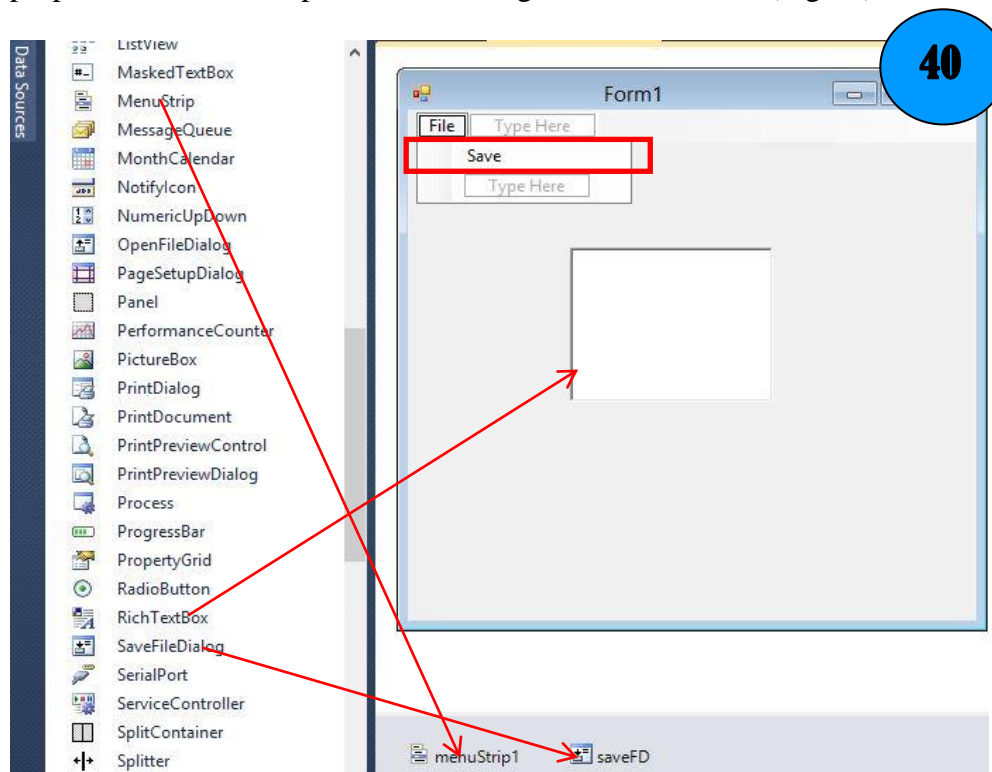 40
Data Sources
ListView
MaskedTextBox
MenuStrip
MessageQueue
MonthCalendar
NotifyIcon
NumericUpDown
OpenFileDialog
PageSetupDialog
Panel
PerformanceCounter
PictureBox
PrintDialog
PrintDocument
PrintPreviewControl
PrintPreviewDialog
Process
ProgressBar
PropertyGrid
RadioButton
RichTextBox
SaveFileDialog
SerialPort
ServiceController
SplitContainer
Splitter
Form1
File Type Here
Save
Type Here
menuStrip1 saveFD